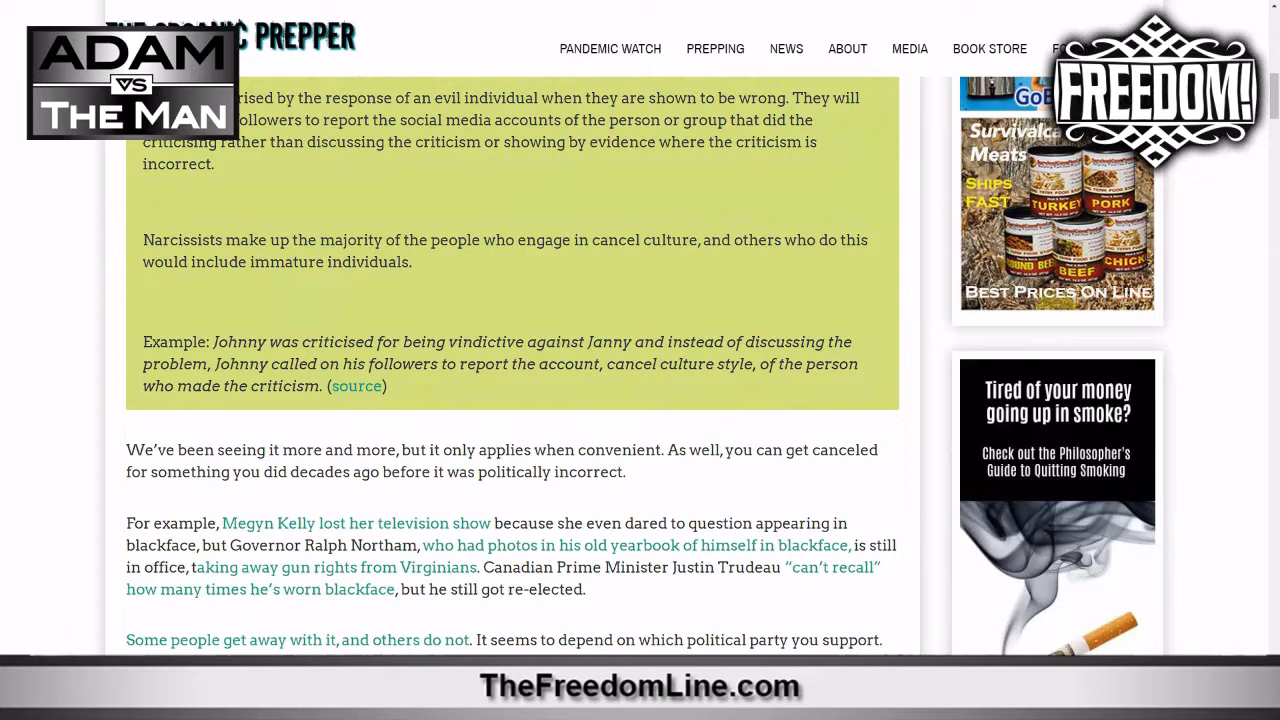 PREPPER
ADAM
VS
THE MAN
PANDEMIC WATCH PREPPING NEWS ABOUT MEDIA BOOK STORE
FREEDOM!
by the response of an evil individual when they are shown to be wrong. They will
followers to report the social media accounts of the person or group that did the
criticising rather than discussing the criticism or showing by evidence where the criticism is
incorrect.
Narcissists make up the majority of the people who engage in cancel culture, and others who do this
would include immature individuals.
Example: Johnny was criticised for being vindictive against Janny and instead of discussing the
problem, Johnny called on his followers to report the account, cancel culture style, of the person
who made the criticism. (source)
We've been seeing it more and more, but it only applies when convenient. As well, you can get canceled
for something you did decades ago before it was politically incorrect.
For example, Megyn Kelly lost her television show because she even dared to question appearing in
blackface, but Governor Ralph Northam, who had photos in his old yearbook of himself in blackface, is still
in office, taking away gun rights from Virginians. Canadian Prime Minister Justin Trudeau “can’t recall”
how many times he’s worn blackface, but he still got re-elected.
Some people get away with it, and others do not. It seems to depend on which political party you support.
Meats
SHIPS
FAST
TURKEY
PORK
BEEF
BEST PRICES ON LINE
Tired of your money
going up in smoke?
Check out the Philosopher's
Guide to Quitting Smoking
TheFreedomLine.com